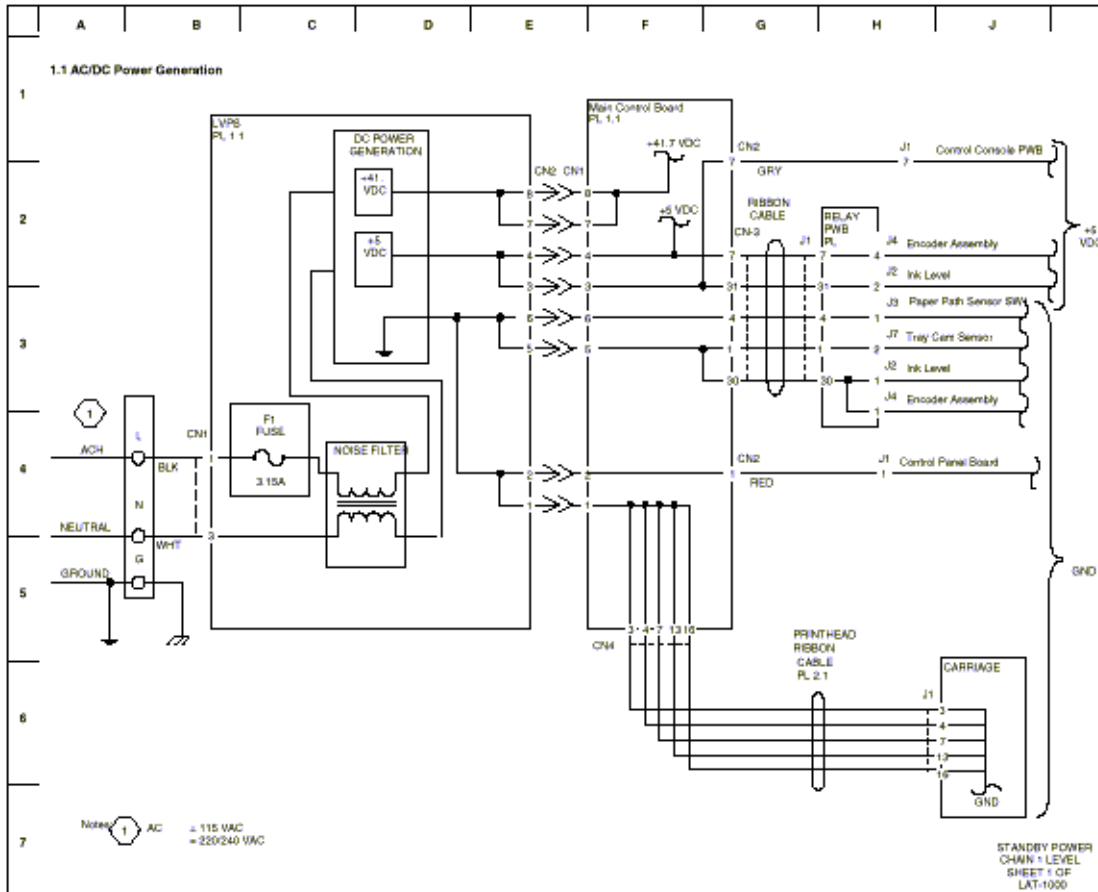 A B C D E F G H J
1.1 AC/DC Power Generation
1
2
3
4
5
6
7
LVPS
PL 1.1
DC POWER
GENERATION
+41.
VDC
+5
VDC
CN2 CN1
8 8
7 7
4 4
3 3
6 6
5 5
2 2
1 1
Main Control Board
PL 1.1
+41.7 VDC
+5 VDC
CN2
7
GRY
J1
7
Control Console PWB
RIBBON
CABLE
CN-3
J1
RELAY
PWB
PL
7 7 4
J4 Encoder Assembly
31 31 2
J2 Ink Level
4 4 1
J3 Paper Path Sensor SW1
1 1 2
J7 Tray Cam Sensor
30 30 1
J2 Ink Level
1
J4 Encoder Assembly
+5
VDC
1
ACH
L
BLK
CN1
1
F1
FUSE
3.15A
NOISE FILTER
N
NEUTRAL
WHT
3
G
GROUND
CN2
1
RED
J1
1
Control Panel Board
GND
3 4 7 13 16
CN4
PRINTHEAD
RIBBON
CABLE
PL 2.1
CARRIAGE
J1
3
4
7
13
16
GND
Notes
1
AC
115 VAC
= 220/240 VAC
STANDBY POWER
CHAIN 1 LEVEL
SHEET 1 OF
LAT-1000